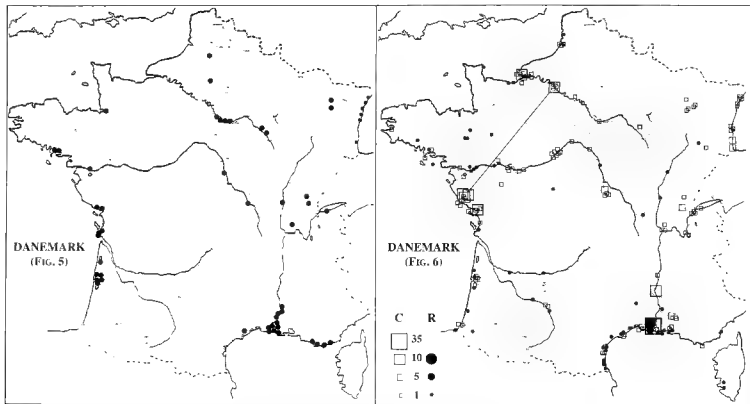 DANEMARK
(FIG. 5)
DANEMARK
(FIG. 6)
C R
35
10
5
1